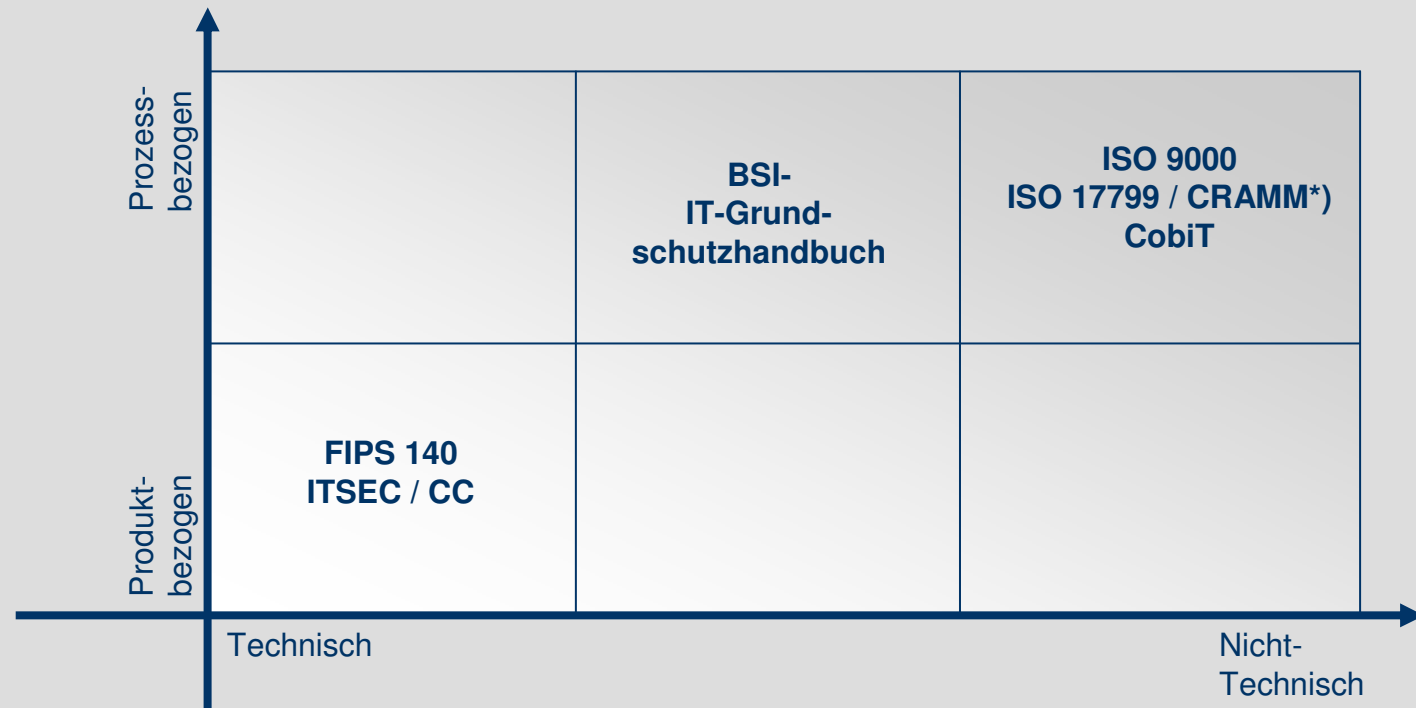 Prozess-
bezogen
BSI-
IT-Grund-
schutzhandbuch
ISO 9000
ISO 17799 / CRAMM*)
CobiT
Produkt-
bezogen
FIPS 140
ITSEC / CC
Technisch
Nicht-
Technisch